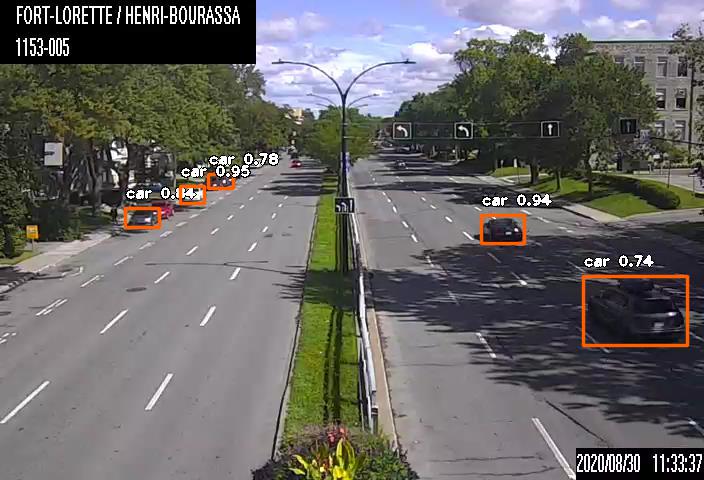 FORT-LORETTE / HENRI-BOURASSA
1153-005
car 0.78
car 0.95
car 0.94
car 0.74
2020/08/30 11:33:37